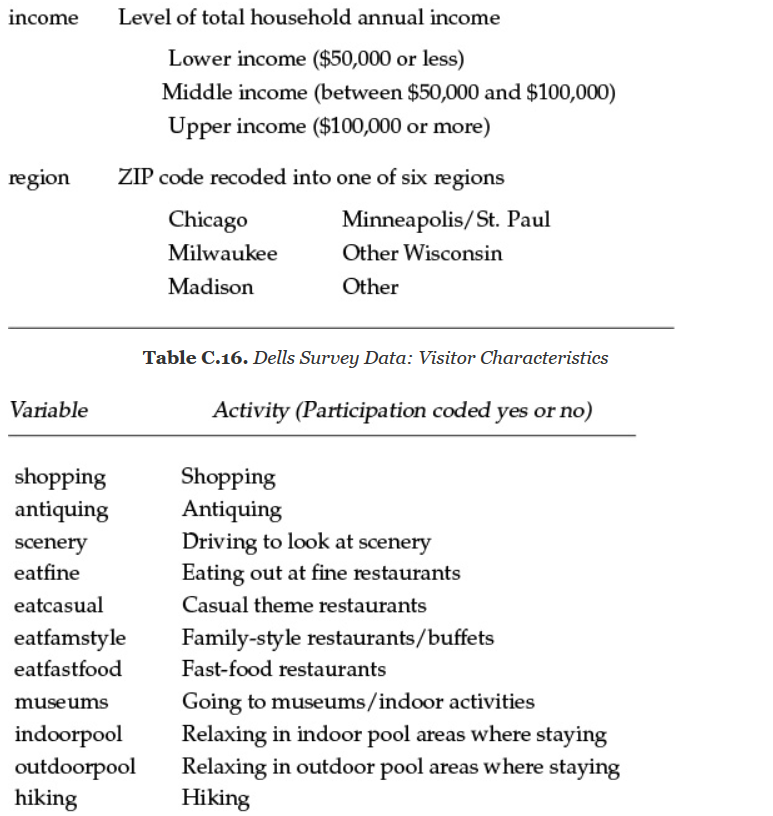 income Level of total household annual income
Lower income ($50,000 or less)
Middle income (between $50,000 and $100,000)
Upper income ($100,000 or more)
region ZIP code recoded into one of six regions
Chicago Minneapolis/St. Paul
Milwaukee Other Wisconsin
Madison Other
Table C.16. Dells Survey Data: Visitor Characteristics
Variable Activity (Participation coded yes or no)
shopping Shopping
antiquing Antiquing
scenery Driving to look at scenery
eatfine Eating out at fine restaurants
eatcasual Casual theme restaurants
eatfamstyle Family-style restaurants/buffets
eatfastfood Fast-food restaurants
museums Going to museums/indoor activities
indoorpool Relaxing in indoor pool areas where staying
outdoorpool Relaxing in outdoor pool areas where staying
hiking Hiking